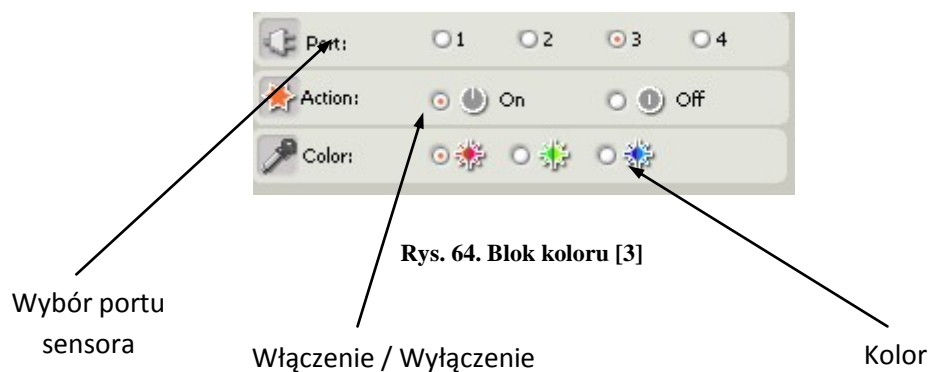 Port: 1 2 3 4
Action: On Off
Color:
Rys. 64. Blok koloru [3]
Wybór portu
sensora
Włączenie / Wyłączenie
Kolor